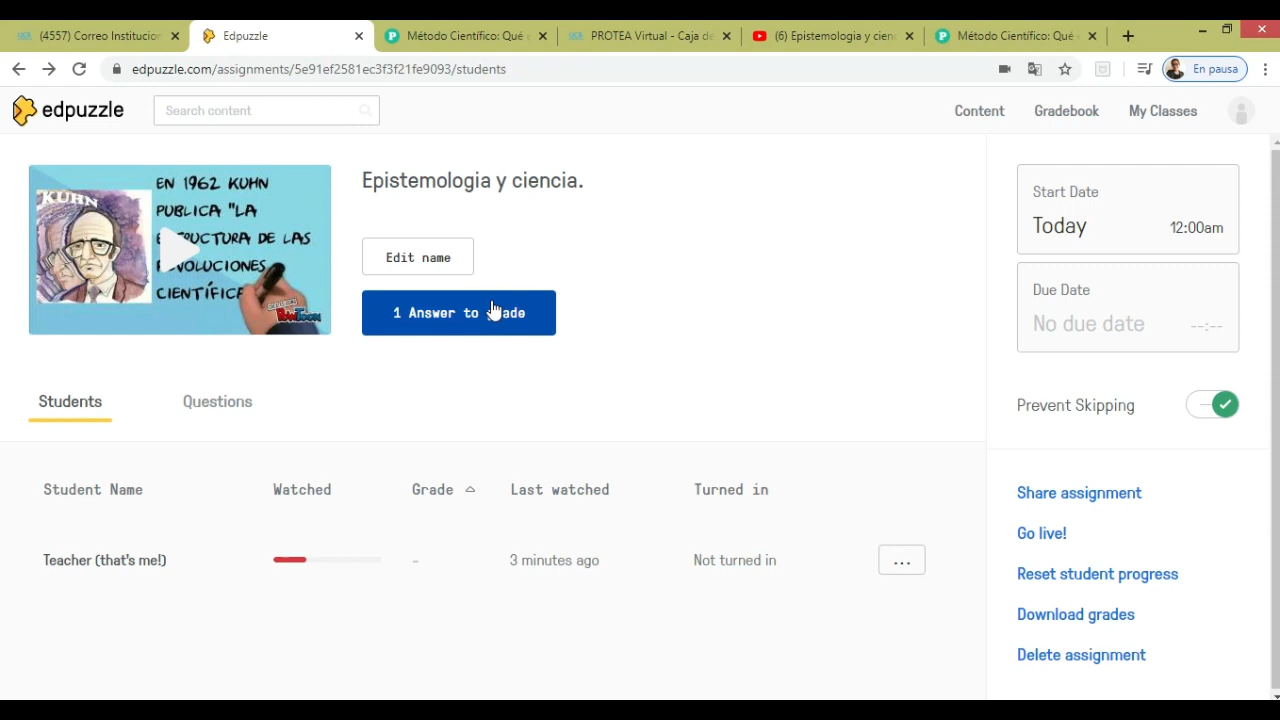 (4557) Correo Institucion
Edpuzzle
Método Científico: Qué e
PROTEA Virtual - Caja de
(6) Epistemologia y cienc
Método Científico: Qué
edpuzzle.com/assignments/5e91ef2581ec3f3f21fe9093/students
En pausa
edpuzzle
Search content
Content
Gradebook
My Classes
KUHN
EN 1962 KUHN
PUBLICA "LA
DE LAS
Epistemologia y ciencia.
Edit name
1 Answer to
Start Date
Today 12:00am
Due Date
No due date --:--
Prevent Skipping
Students
Questions
Student Name
Watched
Grade
Last watched
Turned in
Teacher (that's me!)
-
3 minutes ago
Not turned in
...
Share assignment
Go live!
Reset student progress
Download grades
Delete assignment